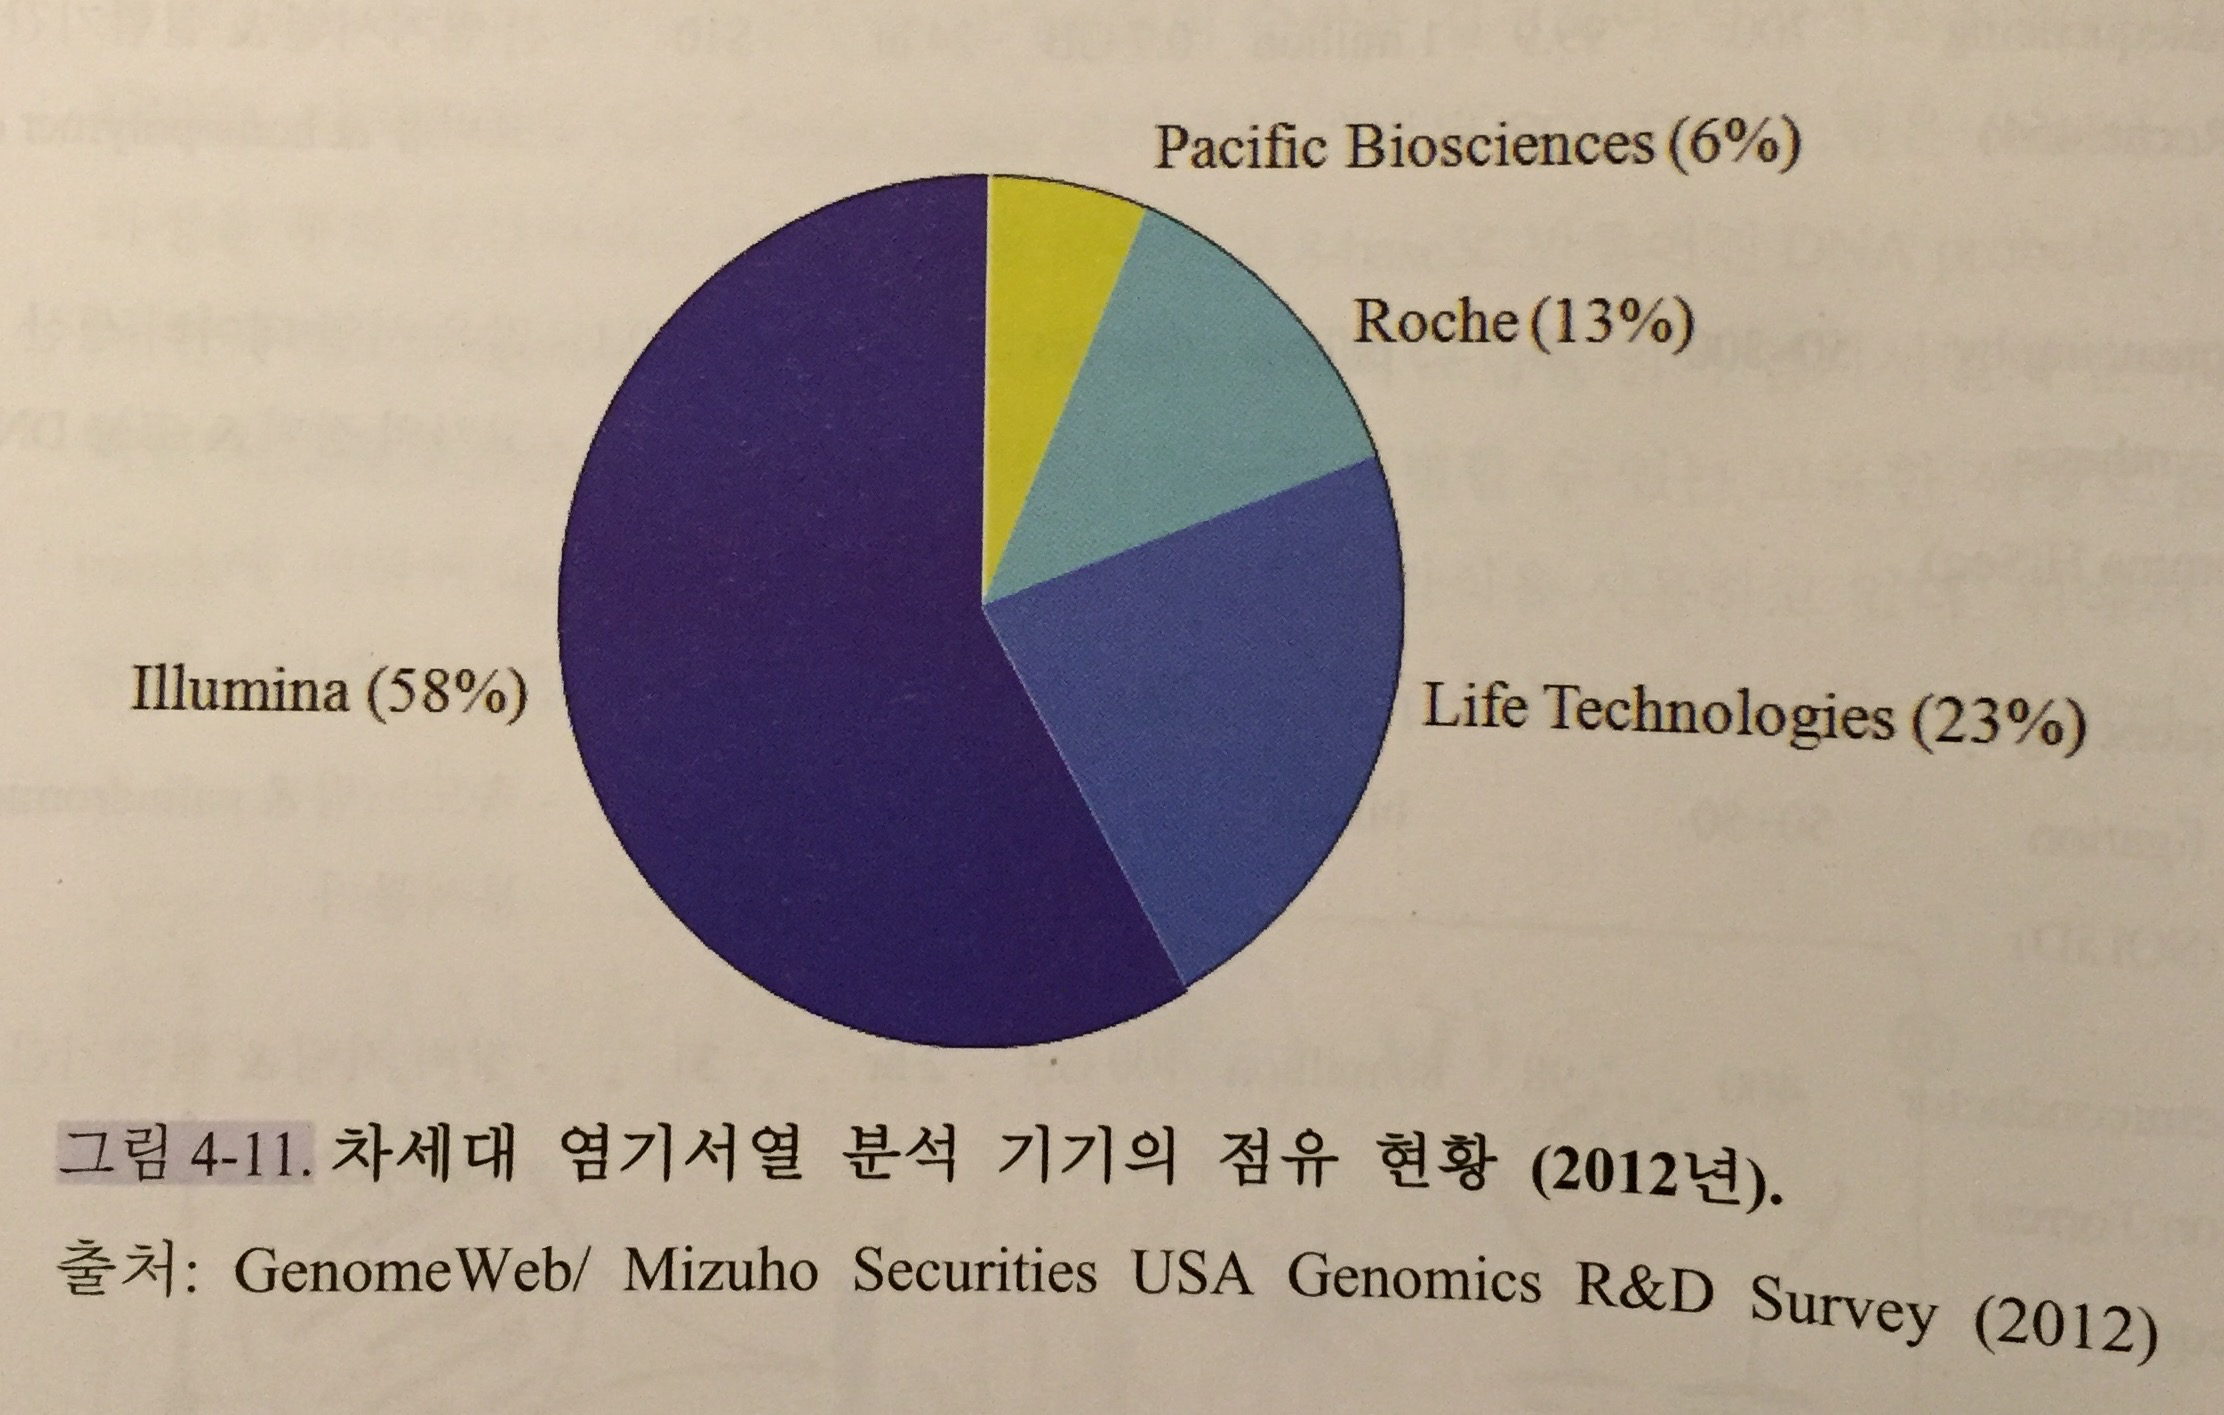 Pacific Biosciences (6%)
Roche (13%)
Illumina (58%)
Life Technologies (23%)
그림 4-11. 차세대 염기서열 분석 기기의 점유 현황 (2012년).
출처: GenomeWeb/ Mizuho Securities USA Genomics R&D Survey (2012)